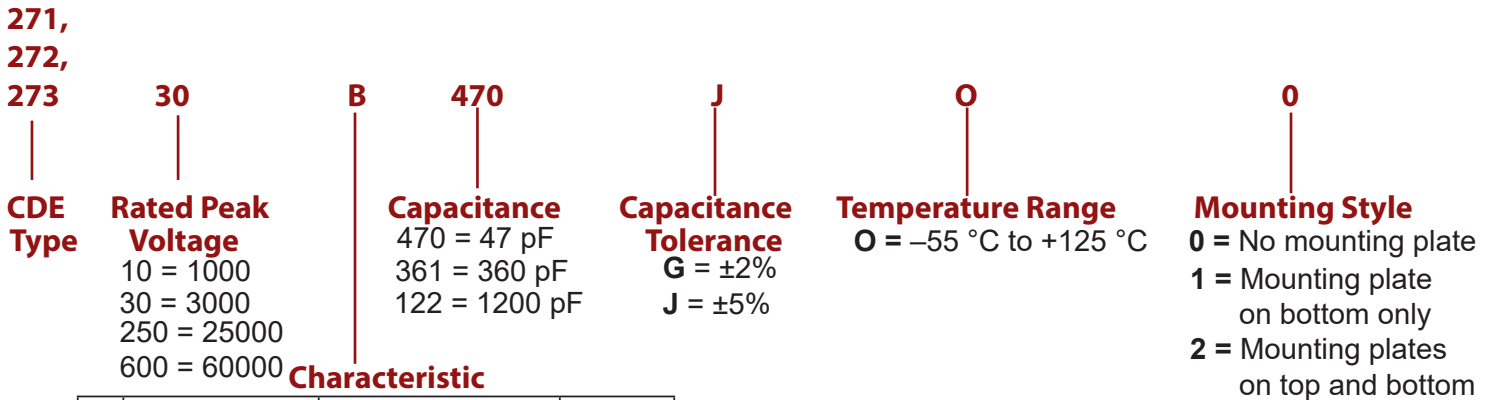 271,
272,
273 30 B 470 J O 0
CDE Type
Rated Peak Voltage
10 = 1000
30 = 3000
250 = 25000
600 = 60000
Characteristic
Capacitance
470 = 47 pF
361 = 360 pF
122 = 1200 pF
Capacitance Tolerance
G = ±2%
J = ±5%
Temperature Range
O = –55 °C to +125 °C
Mounting Style
0 = No mounting plate
1 = Mounting plate
on bottom only
2 = Mounting plates
on top and bottom